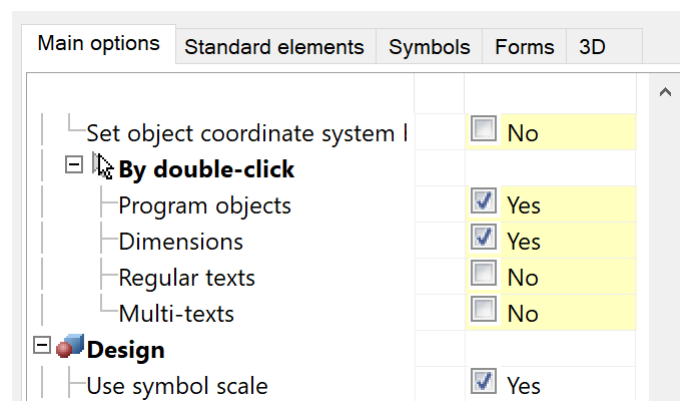 Main options Standard elements Symbols Forms 3D
Set object coordinate system No
By double-click
Program objects Yes
Dimensions Yes
Regular texts No
Multi-texts No
Design
Use symbol scale Yes